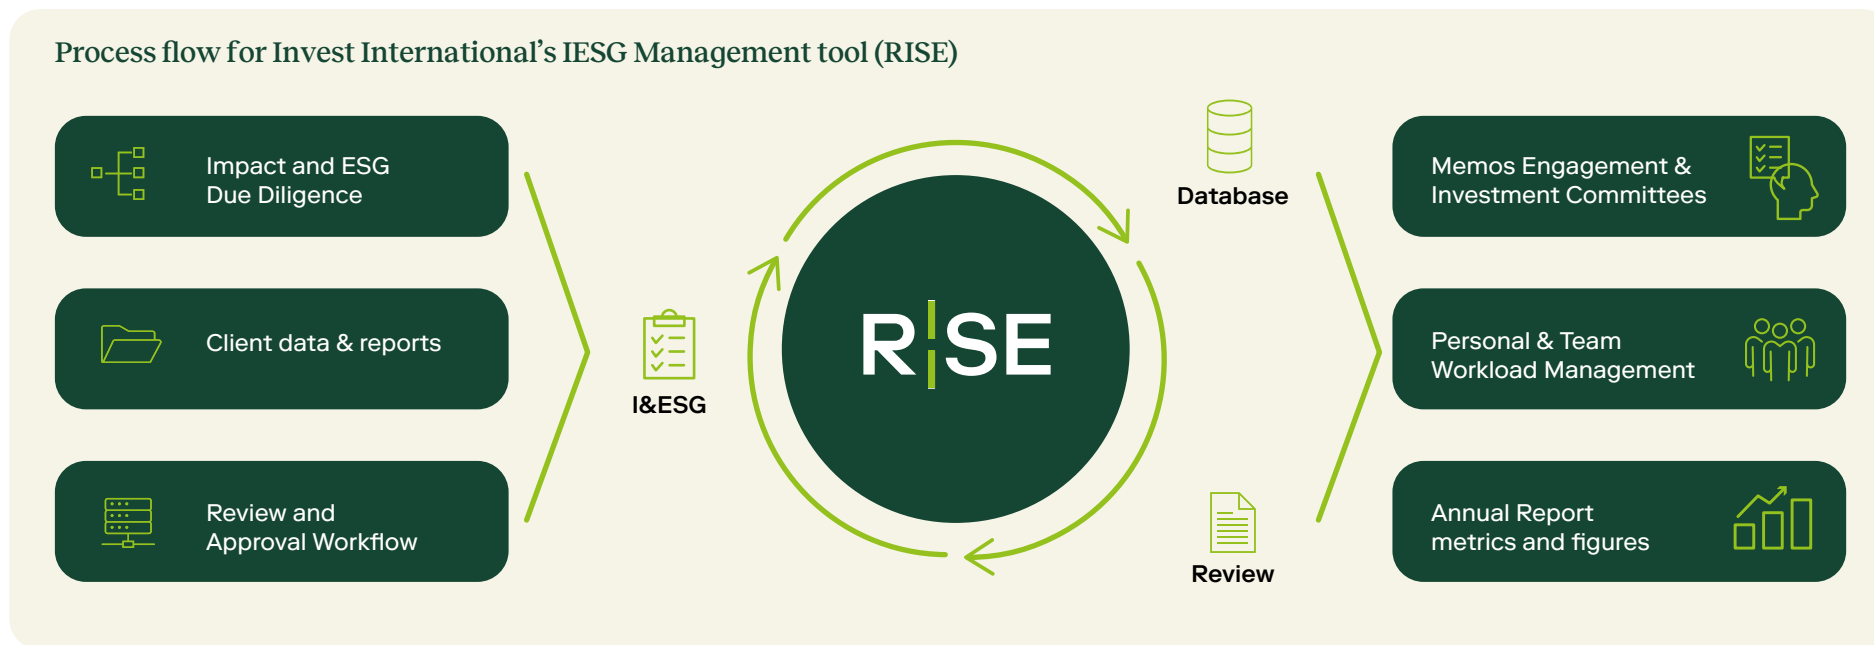 Process flow for Invest International’s IESG Management tool (RISE)
Impact and ESG
Due Diligence
Client data & reports
Review and
Approval Workflow
I&ESG
RISE
Database
Review
Memos Engagement &
Investment Committees
Personal & Team
Workload Management
Annual Report
metrics and figures